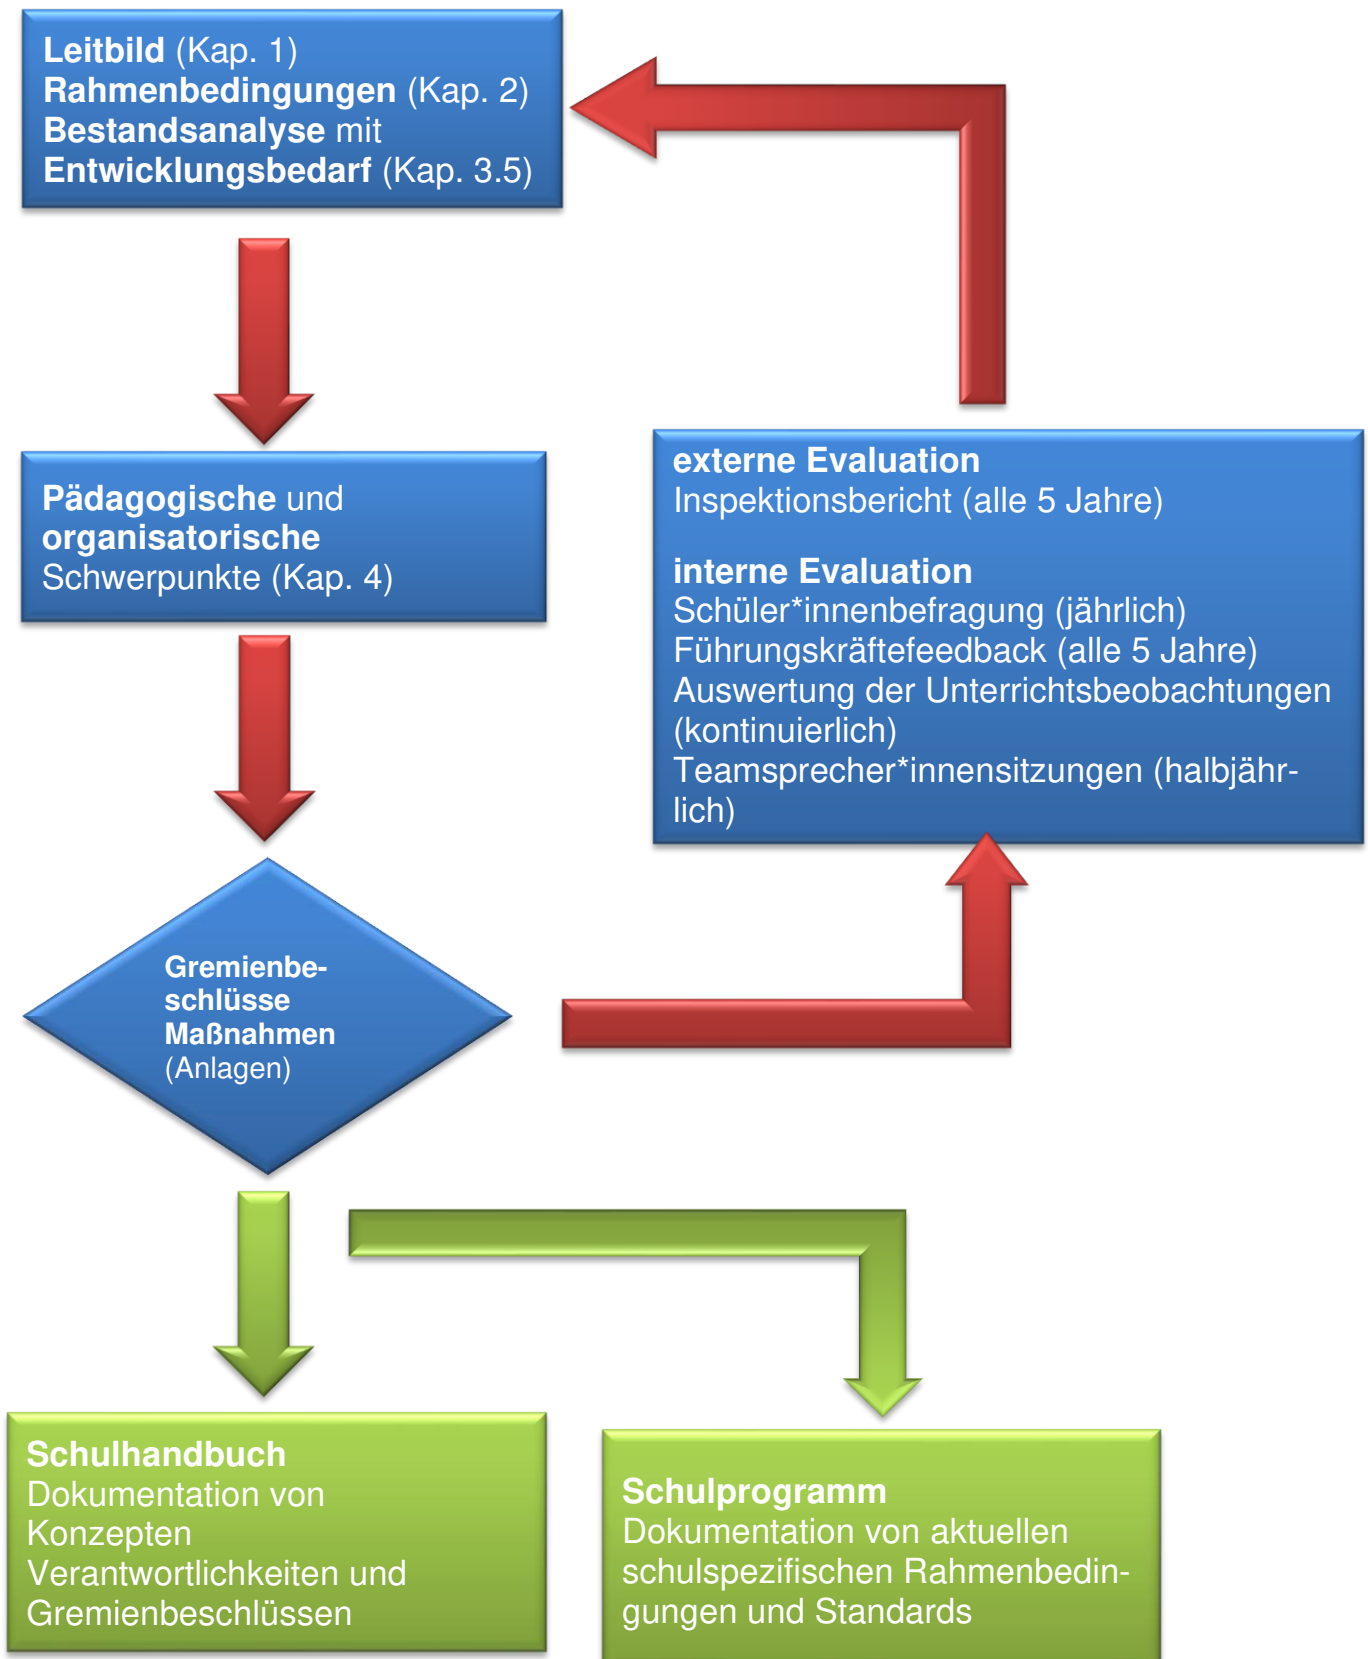 Leitbild (Kap. 1)
Rahmenbedingungen (Kap. 2)
Bestandsanalyse mit
Entwicklungsbedarf (Kap. 3.5)
Pädagogische und
organisatorische
Schwerpunkte (Kap. 4)
externe Evaluation
Inspektionsbericht (alle 5 Jahre)
interne Evaluation
Schüler*innenbefragung (jährlich)
Führungskräftefeedback (alle 5 Jahre)
Auswertung der Unterrichtsbeobachtungen
(kontinuierlich)
Teamsprecher*innensitzungen (halbjähr-
lich)
Gremienbe-
schlüsse
Maßnahmen
(Anlagen)
Schulhandbuch
Dokumentation von
Konzepten
Verantwortlichkeiten und
Gremienbeschlüssen
Schulprogramm
Dokumentation von aktuellen
schulspezifischen Rahmenbedin-
gungen und Standards